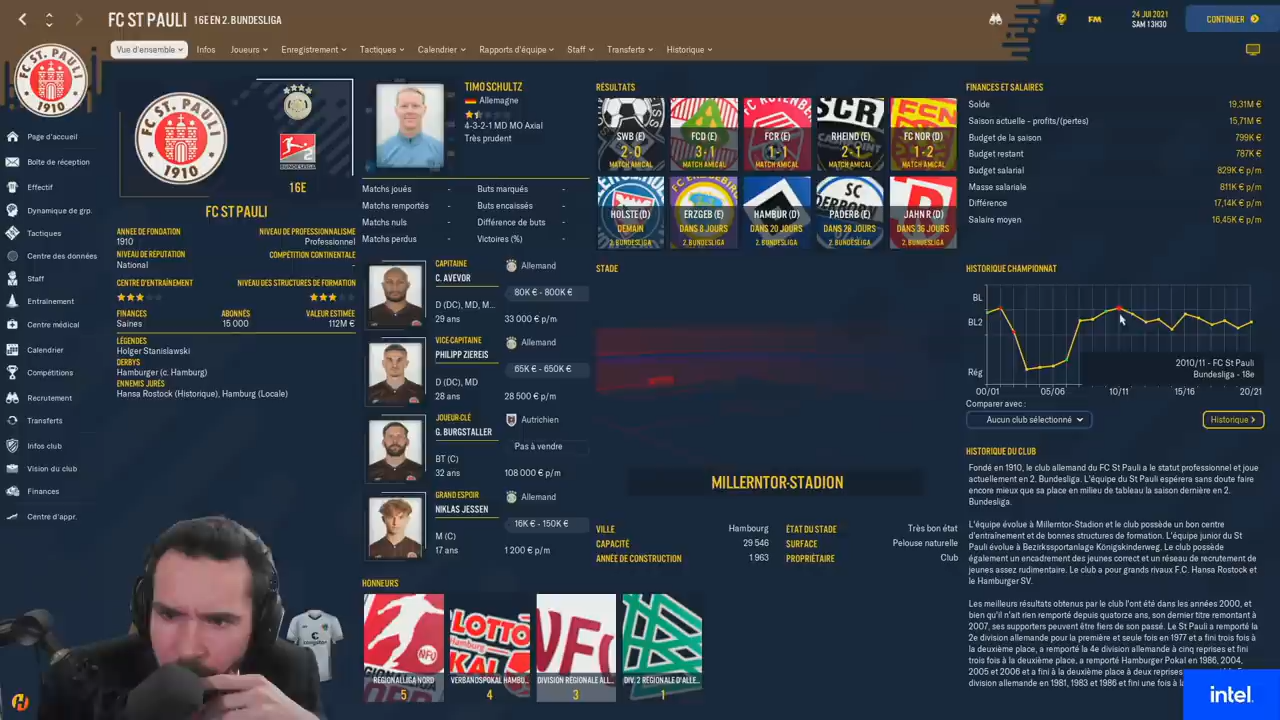 FC ST PAULI 16E EN 2. BUNDESLIGA
FM
24 JUI 2021
SAM 13H30
CONTINUER
Vue d'ensemble
Infos
Joueurs
Enregistrement
Tactiques
Calendrier
Rapports d'équipe
Staff
Transferts
Historique
FC ST. PAULI
1910
Page d'accueil
Boîte de réception
Effectif
Dynamique de grp.
Tactiques
Centre des données
Staff
Entraînement
Centre médical
Calendrier
Compétitions
Recrutement
Transferts
Infos club
Vision du club
Finances
Centre d'appr.
FC ST. PAULI
1910
16E
FC ST PAULI
ANNÉE DE FONDATION
1910
NIVEAU DE PROFESSIONNALISME
Professionnel
NIVEAU DE RÉPUTATION
National
COMPÉTITION CONTINENTALE
-
CENTRE D'ENTRAÎNEMENT
NIVEAU DES STRUCTURES DE FORMATION
FINANCES
Saines
ABONNÉS
15 000
VALEUR ESTIMÉE
112M €
LÉGENDES
Holger Stanislawski
DERBYS
Hamburger (c. Hamburg)
ENNEMIS JURÉS
Hansa Rostock (Historique), Hamburg (Locale)
TIMO SCHULTZ
Allemagne
4-3-2-1 MD MO Axial
Très prudent
Matchs joués -
Buts marqués -
Matchs remportés -
Buts encaissés -
Matchs nuls -
Différence de buts -
Matchs perdus -
Victoires (%) -
CAPITAINE
C. AVEVOR
D (DC), MD, M...
29 ans
Allemand
80K € - 800K €
33 000 € p/m
VICE-CAPITAINE
PHILIPP ZIEREIS
D (DC), MD
28 ans
Allemand
65K € - 650K €
28 500 € p/m
JOUEUR-CLÉ
G. BURGSTALLER
BT (C)
32 ans
Autrichien
Pas à vendre
108 000 € p/m
GRAND ESPOIR
NIKLAS JESSEN
M (C)
17 ans
Allemand
16K € - 150K €
1 200 € p/m
HONNEURS
RÉGIONALLIGA NORD
5
VERBANDSPOKAL HAMBU...
4
DIVISION RÉGIONALE ALL...
3
DIV. 2 RÉGIONALE D'ALLE...
1
RÉSULTATS
SWB (E)
2-0
MATCH AMICAL
FCD (E)
3-1
MATCH AMICAL
FCR (E)
1-1
MATCH AMICAL
RHEIND (E)
2-1
MATCH AMICAL
FC NOR (D)
1-2
MATCH AMICAL
HOLSTE (D)
DEMAIN
2. BUNDESLIGA
ERZGEB (E)
DANS 8 JOURS
2. BUNDESLIGA
HAMBUR (D)
DANS 20 JOURS
2. BUNDESLIGA
PADERB (E)
DANS 28 JOURS
2. BUNDESLIGA
JAHN R (D)
DANS 36 JOURS
2. BUNDESLIGA
STADE
MILLERNTOR-STADION
VILLE Hambourg
CAPACITÉ 29 546
ANNÉE DE CONSTRUCTION 1 963
ÉTAT DU STADE Très bon état
SURFACE Pelouse naturelle
PROPRIÉTAIRE Club
FINANCES ET SALAIRES
Solde 19,31M €
Saison actuelle - profits/(pertes) 15,71M €
Budget de la saison 799K €
Budget restant 787K €
Budget salarial 829K € p/m
Masse salariale 811K € p/m
Différence 17,14K € p/m
Salaire moyen 16,45K € p/m
HISTORIQUE CHAMPIONNAT
BL
BL2
Rég
2010/11 - FC St Pauli
Bundesliga - 18e
00/01 05/06 10/11 15/16 20/21
Comparer avec :
Aucun club sélectionné
Historique >
HISTORIQUE DU CLUB
Fondé en 1910, le club allemand du FC St Pauli a le statut professionnel et joue
actuellement en 2. Bundesliga. L'équipe du St Pauli espérera sans doute faire
encore mieux que sa place en milieu de tableau la saison dernière en 2.
Bundesliga.
L'équipe évolue à Millerntor-Stadion et le club possède un bon centre
d'entraînement et de bonnes structures de formation. L'équipe junior du St
Pauli évolue à Bezirkssportanlage Königskinderweg. Le club possède
également un encadrement des jeunes correct et un réseau de recrutement de
jeunes assez rudimentaire. Le club a pour grands rivaux F.C. Hansa Rostock et
le Hamburger SV.
Les meilleurs résultats obtenus par le club l'ont été dans les années 2000, et
bien qu'il n'ait rien remporté depuis quatorze ans, son dernier titre remontant à
2007, ses supporters peuvent être fiers de son passé. Le St Pauli a remporté la
2e division allemande pour la première et seule fois en 1977 et a fini trois fois à
la deuxième place, a remporté la 4e division allemande à cinq reprises et fini
trois fois à la deuxième place, a remporté Hamburger Pokal en 1986, 2004,
2005 et 2006 et a fini à la deuxième place à deux reprises
division allemande en 1981, 1983 et 1986 et fini une fois à la
intel.